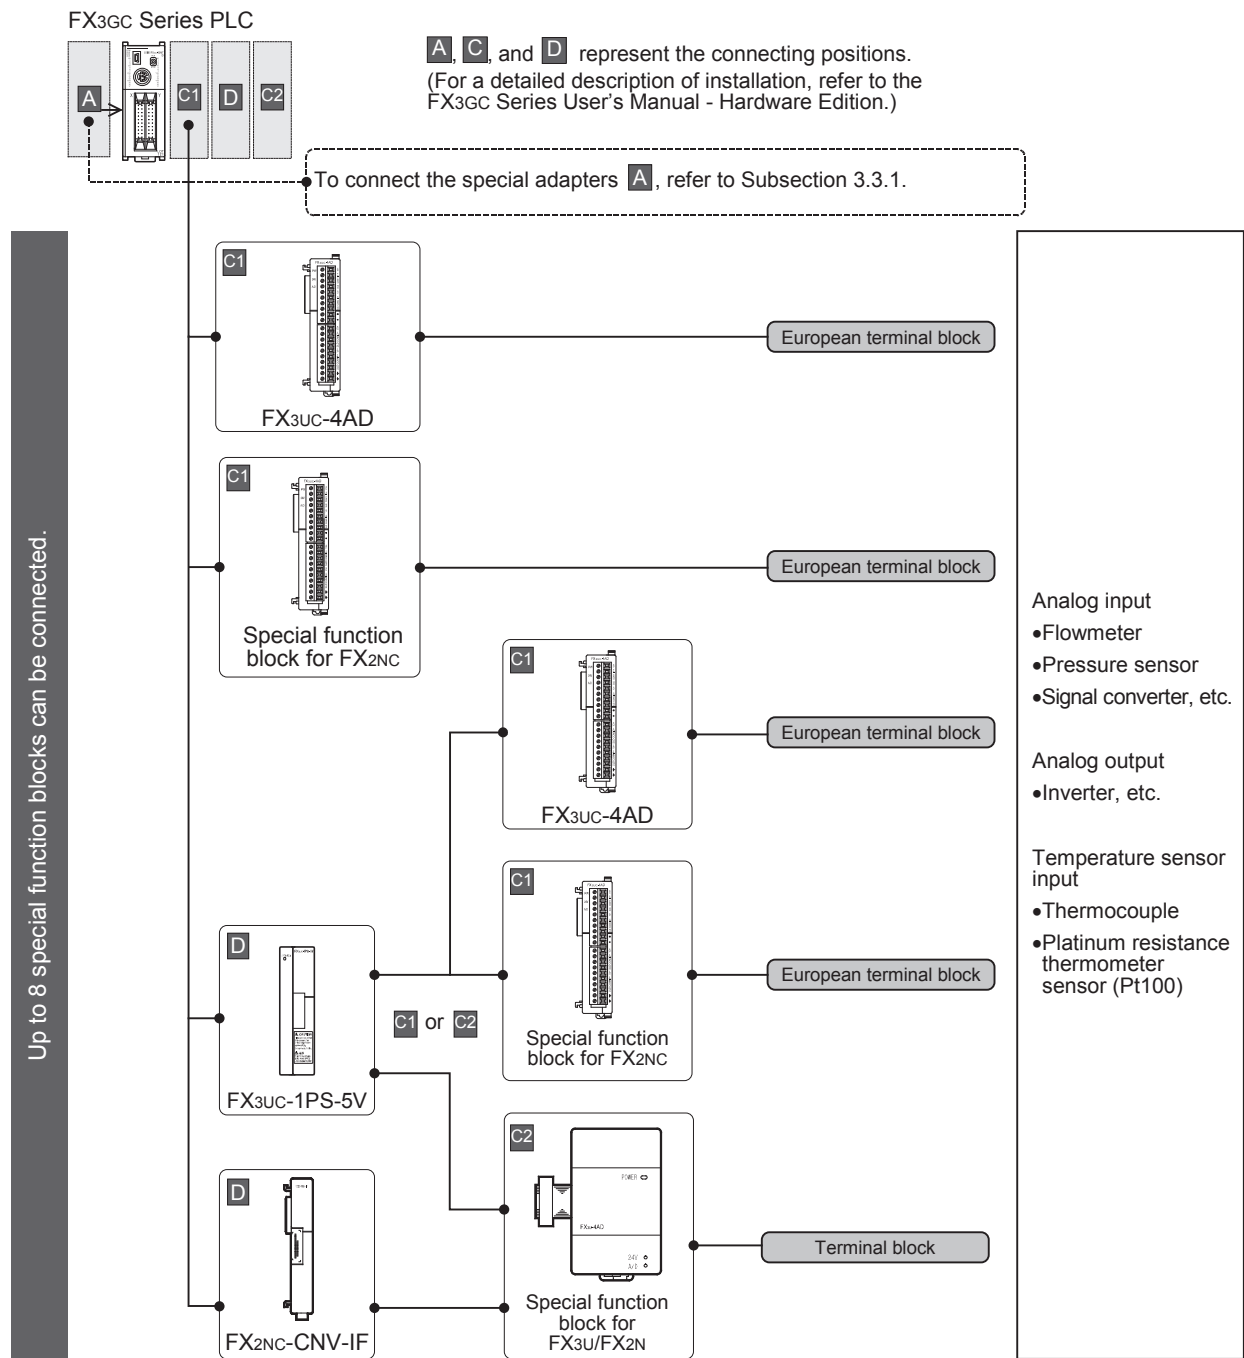 FX3GC Series PLC
A, C, and D represent the connecting positions.
(For a detailed description of installation, refer to the
FX3GC Series User's Manual - Hardware Edition.)
A
C1
D
C2
To connect the special adapters A, refer to Subsection 3.3.1.
Up to 8 special function blocks can be connected.
C1
FX3UC-4AD
European terminal block
C1
Special function
block for FX2NC
European terminal block
C1
FX3UC-4AD
European terminal block
C1
Special function
block for FX2NC
European terminal block
D
FX3UC-1PS-5V
C1 or C2
D
FX2NC-CNV-IF
C2
POWER
FX3U-4AD
24V
A/D
Special function
block for
FX3U/FX2N
Terminal block
Analog input
•Flowmeter
•Pressure sensor
•Signal converter, etc.
Analog output
•Inverter, etc.
Temperature sensor
input
•Thermocouple
•Platinum resistance
thermometer
sensor (Pt100)